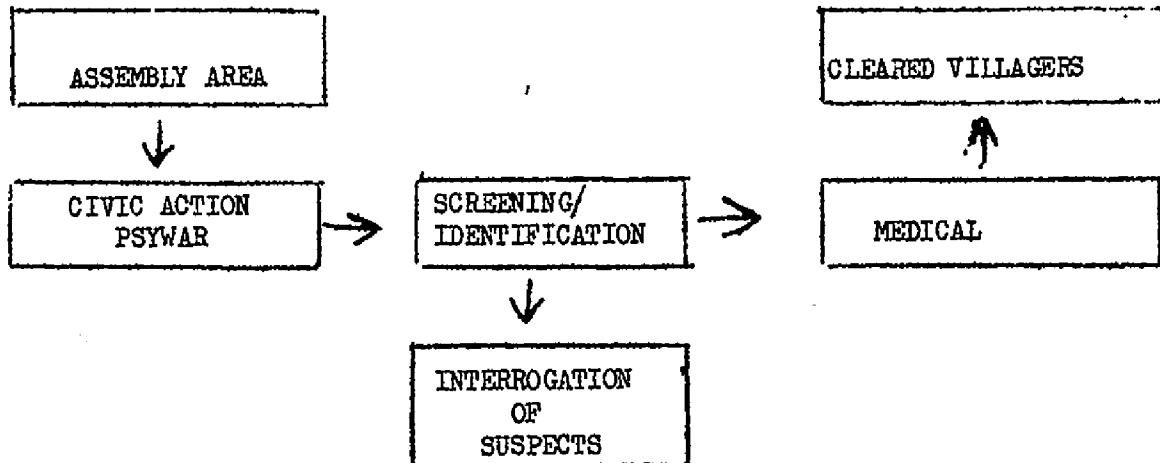 ASSEMBLY AREA
CLEARED VILLAGERS
CIVIC ACTION
PSYWAR
SCREENING/
IDENTIFICATION
MEDICAL
INTERROGATION
OF
SUSPECTS